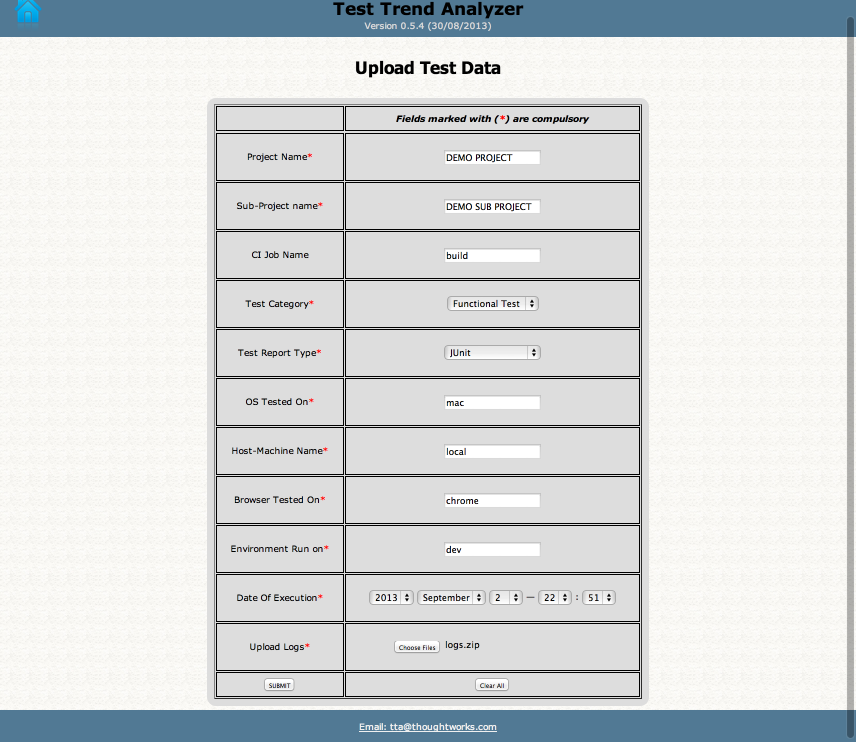 Test Trend Analyzer
Version 0.5.4 (30/08/2013)
Upload Test Data
Fields marked with (*) are compulsory
Project Name* DEMO PROJECT
Sub-Project name* DEMO SUB PROJECT
CI Job Name build
Test Category* Functional Test
Test Report Type* JUnit
OS Tested On* mac
Host-Machine Name* local
Browser Tested On* chrome
Environment Run on* dev
Date Of Execution* 2013 September 2 — 22 : 51
Upload Logs* Choose Files logs.zip
SUBMIT Clear All
Email: tta@thoughtworks.com